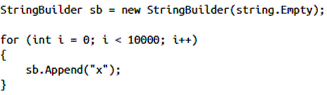 StringBuilder sb = new StringBuilder(string.Empty);
for (int i = 0; i < 10000; i++)
{
    sb.Append("x");
}